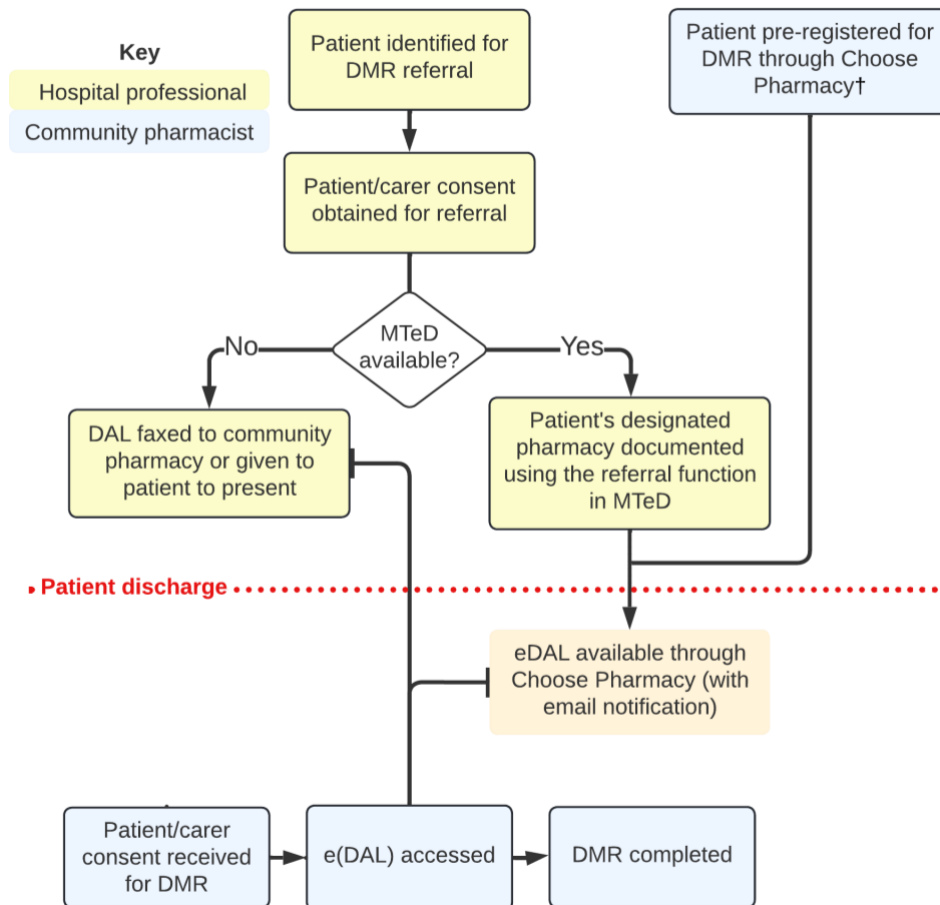 Key
Hospital professional
Community pharmacist
Patient identified for
DMR referral
Patient pre-registered for
DMR through Choose
Pharmacy†
Patient/carer consent
obtained for referral
MTeD
available?
No
Yes
DAL faxed to community
pharmacy or given to
patient to present
Patient's designated
pharmacy documented
using the referral function
in MTeD
Patient discharge
eDAL available through
Choose Pharmacy (with
email notification)
Patient/carer
consent received
for DMR
e(DAL) accessed
DMR completed